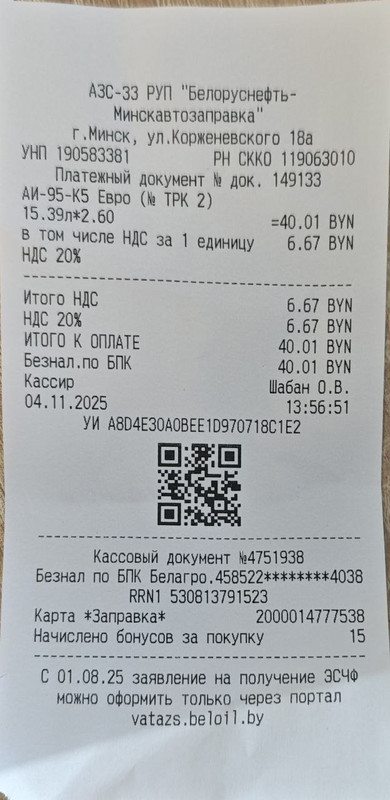 АЗС-33 РУП "Белоруснефть-
Минскавтозаправка"
г.Минск, ул.Корженевского 18а
УНП 190583381 РН СККО 119063010
Платежный документ № док. 149133
АИ-95-К5 Евро (№ ТРК 2)
15.39л*2.60 =40.01 BYN
в том числе НДС за 1 единицу 6.67 BYN
НДС 20%
Итого НДС 6.67 BYN
НДС 20% 6.67 BYN
ИТОГО К ОПЛАТЕ 40.01 BYN
Безнал.по БПК 40.01 BYN
Кассир Шабан О.В.
04.11.2025 13:56:51
УИ A8D4E30A0BEE1D970718C1E2
Кассовый документ №4751938
Безнал по БПК Белагро.458522********4038
RRN1 530813791523
Карта *Заправка* 2000014777538
Начислено бонусов за покупку 15
С 01.08.25 заявление на получение ЭСЧФ
можно оформить только через портал
vatazs.beloil.by